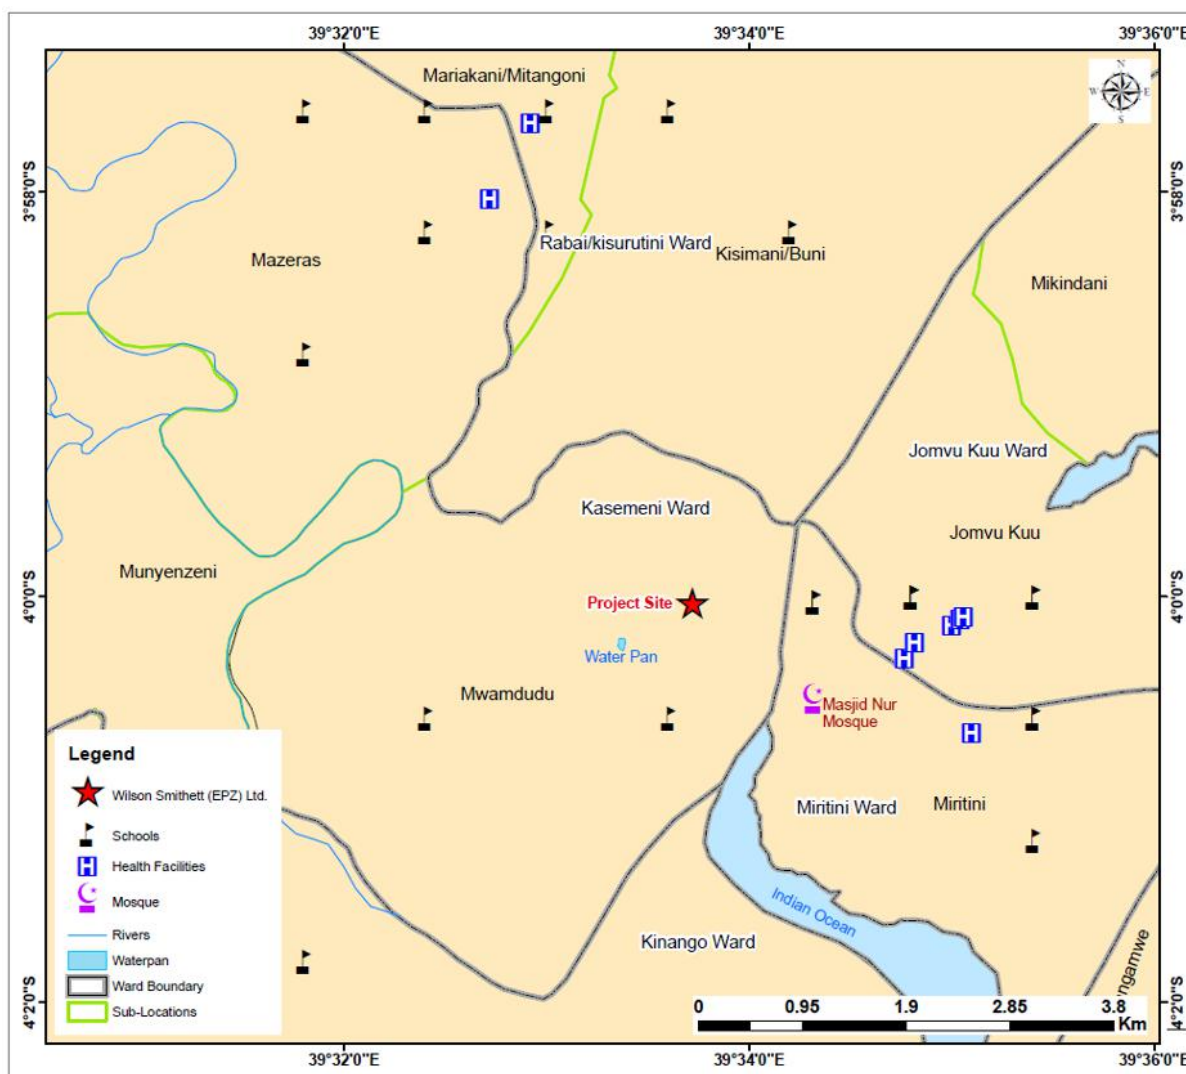 39°32'0"E
39°34'0"E
39°36'0"E
N
W
E
S
Mariakani/Mitangoni
3°58'0"S
3°58'0"S
Rabai/kisurutini Ward
Kisimani/Buni
Mazeras
Mikindani
Jomvu Kuu Ward
Kasemeni Ward
Jomvu Kuu
Munyenzeni
4°0'0"S
4°0'0"S
Project Site
Water Pan
Mwamdudu
Masjid Nur
Mosque
Miritini Ward
Miritini
Indian Ocean
Kinango Ward
ngamwe
Legend
Wilson Smithett (EPZ) Ltd.
Schools
Health Facilities
Mosque
Rivers
Waterpan
Ward Boundary
Sub-Locations
4°2'0"S
4°2'0"S
0 0.95 1.9 2.85 3.8
Km
39°32'0"E
39°34'0"E
39°36'0"E